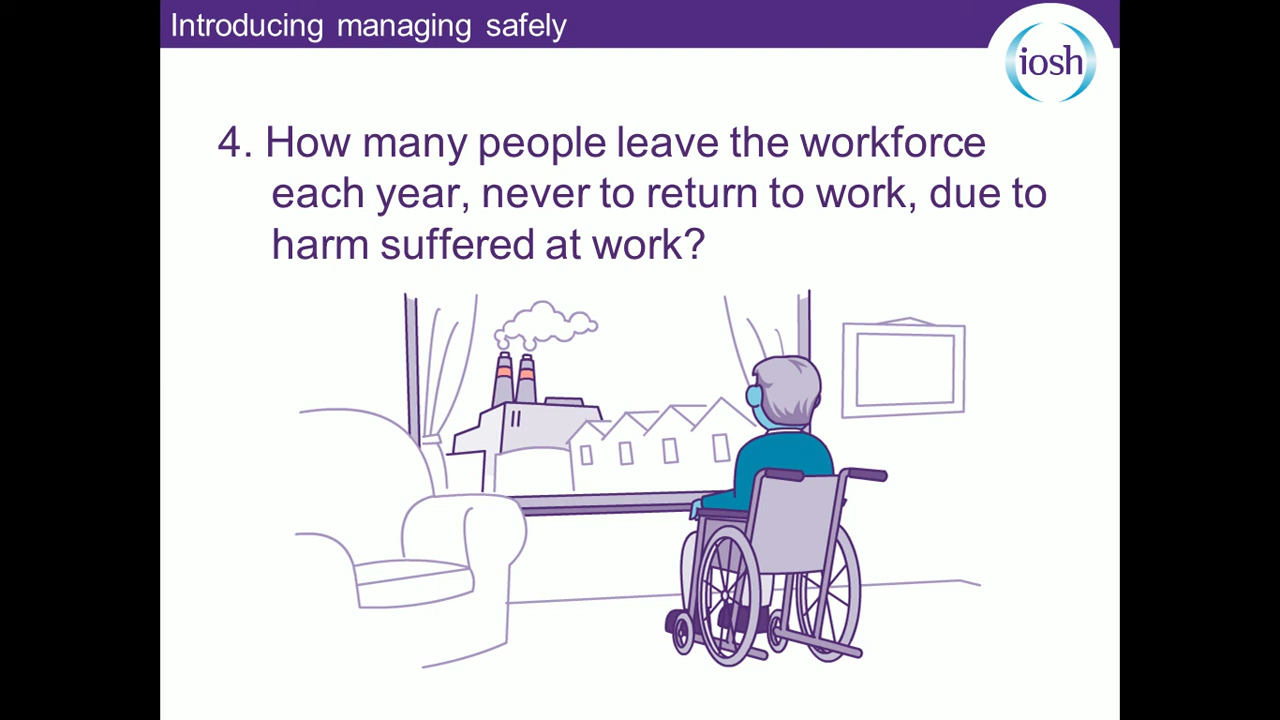 Introducing managing safely
iosh
4. How many people leave the workforce
each year, never to return to work, due to
harm suffered at work?